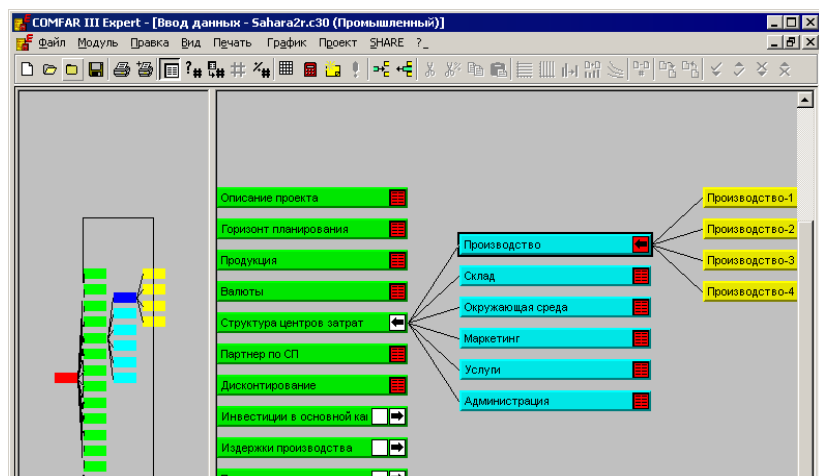 COMFAR III Expert - [Ввод данных - Sahara2r.c30 (Промышленный)]
Файл Модуль Правка Вид Печать График Проект SHARE ?_
Описание проекта
Горизонт планирования
Продукция
Валюты
Структура центров затрат
Партнер по СП
Дисконтирование
Инвестиции в основной ка
Издержки производства
Производство
Склад
Окружающая среда
Маркетинг
Услуги
Администрация
Производство-1
Производство-2
Производство-3
Производство-4